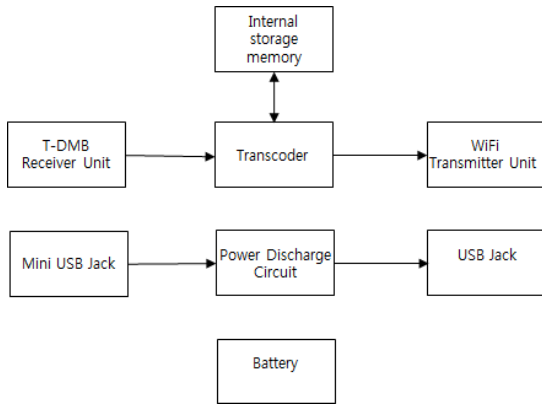 Internal
storage
memory
T-DMB
Receiver Unit
Transcoder
WiFi
Transmitter Unit
Mini USB Jack
Power Discharge
Circuit
USB Jack
Battery